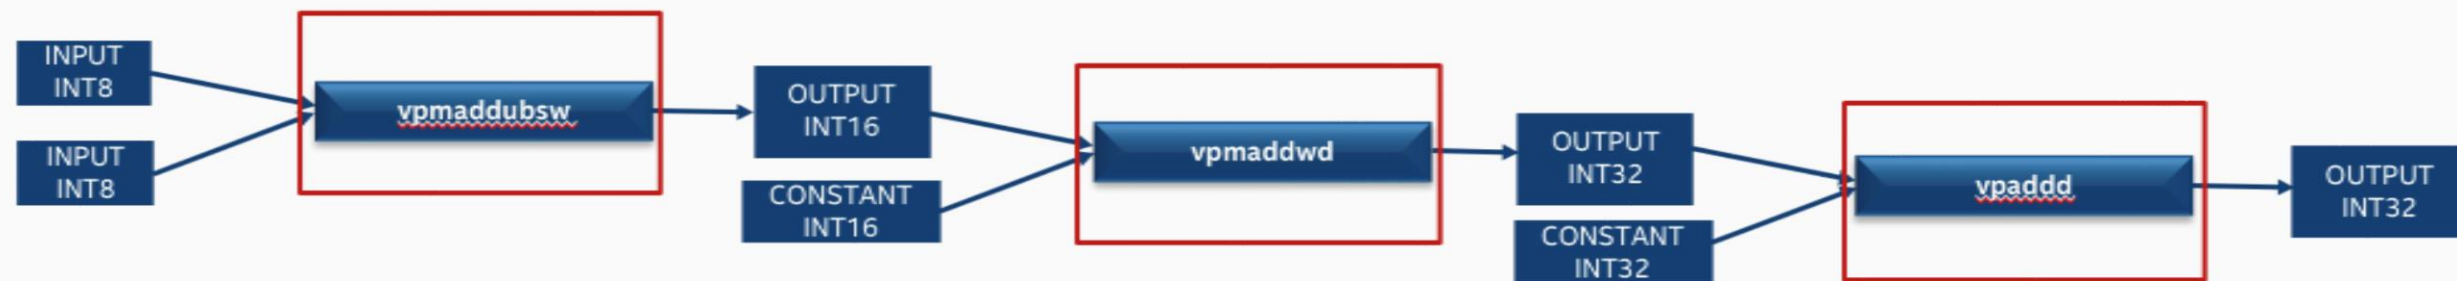 INPUT
INT8
INPUT
INT8
vpmaddubsw
OUTPUT
INT16
CONSTANT
INT16
vpmaddwd
OUTPUT
INT32
CONSTANT
INT32
vpaddd
OUTPUT
INT32